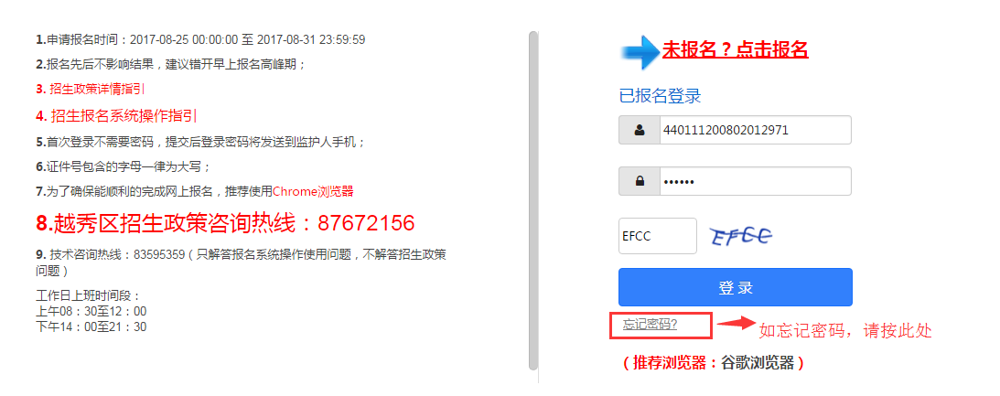 1.申请报名时间：2017-08-25 00:00:00 至 2017-08-31 23:59:59
2.报名先后不影响结果，建议错开早上报名高峰期；
3. 招生政策详情指引
4. 招生报名系统操作指引
5.首次登录不需要密码，提交后登录密码将发送到监护人手机；
6.证件号包含的字母一律为大写；
7.为了确保能顺利的完成网上报名，推荐使用Chrome浏览器
8.越秀区招生政策咨询热线：87672156
9. 技术咨询热线：83595359（只解答报名系统操作使用问题，不解答招生政策
问题）
工作日上班时间段：
上午08：30至12：00
下午14：00至21：30
未报名？点击报名
已报名登录
440111200802012971
••••••
EFCC
EFCC
登 录
忘记密码?
如忘记密码，请按此处
（推荐浏览器：谷歌浏览器）